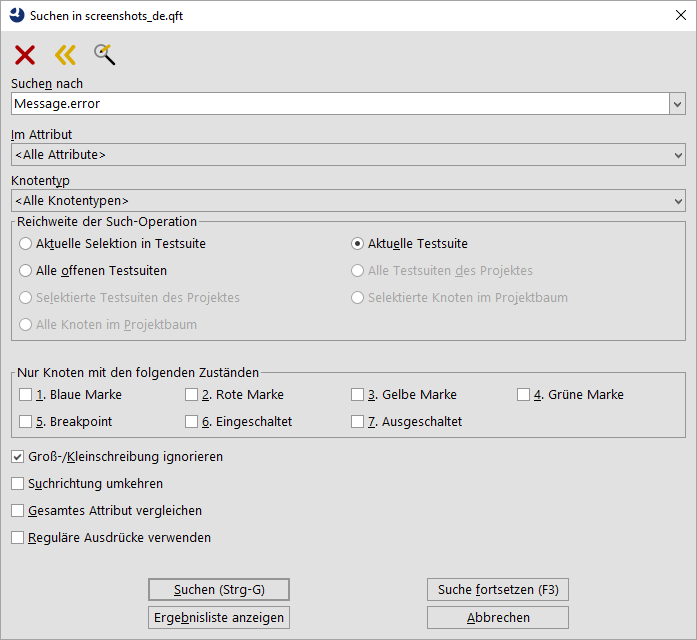 Suchen in screenshots_de.qft
Suchen nach
Message.error
Im Attribut
<Alle Attribute>
Knotentyp
<Alle Knotentypen>
Reichweite der Such-Operation
Aktuelle Selektion in Testsuite
Aktuelle Testsuite
Alle offenen Testsuiten
Alle Testsuiten des Projektes
Selektierte Testsuiten des Projektes
Selektierte Knoten im Projektbaum
Alle Knoten im Projektbaum
Nur Knoten mit den folgenden Zuständen
1. Blaue Marke
2. Rote Marke
3. Gelbe Marke
4. Grüne Marke
5. Breakpoint
6. Eingeschaltet
7. Ausgeschaltet
Groß-/Kleinschreibung ignorieren
Suchrichtung umkehren
Gesamtes Attribut vergleichen
Reguläre Ausdrücke verwenden
Suchen (Strg-G)
Suche fortsetzen (F3)
Ergebnisliste anzeigen
Abbrechen